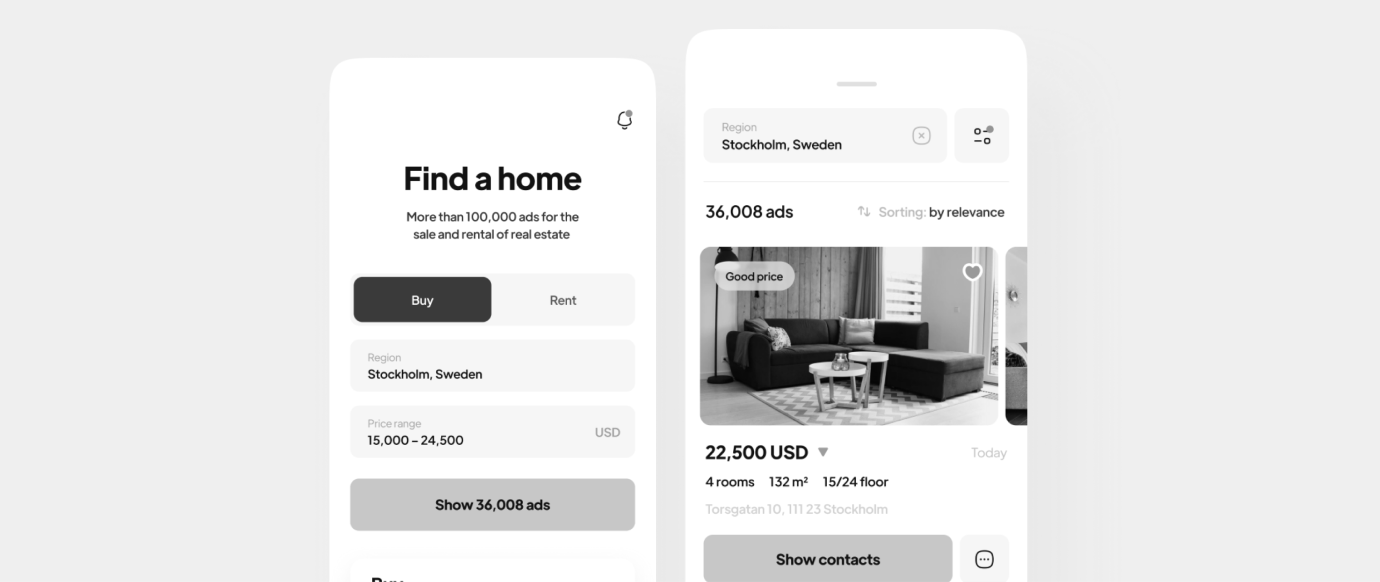 Find a home
More than 100,000 ads for the
sale and rental of real estate
Buy
Rent
Region
Stockholm, Sweden
Price range
15,000 – 24,500
USD
Show 36,008 ads
Buy
Region
Stockholm, Sweden
36,008 ads
Sorting: by relevance
Good price
22,500 USD
Today
4 rooms 132 m² 15/24 floor
Torsgatan 10, 111 23 Stockholm
Show contacts